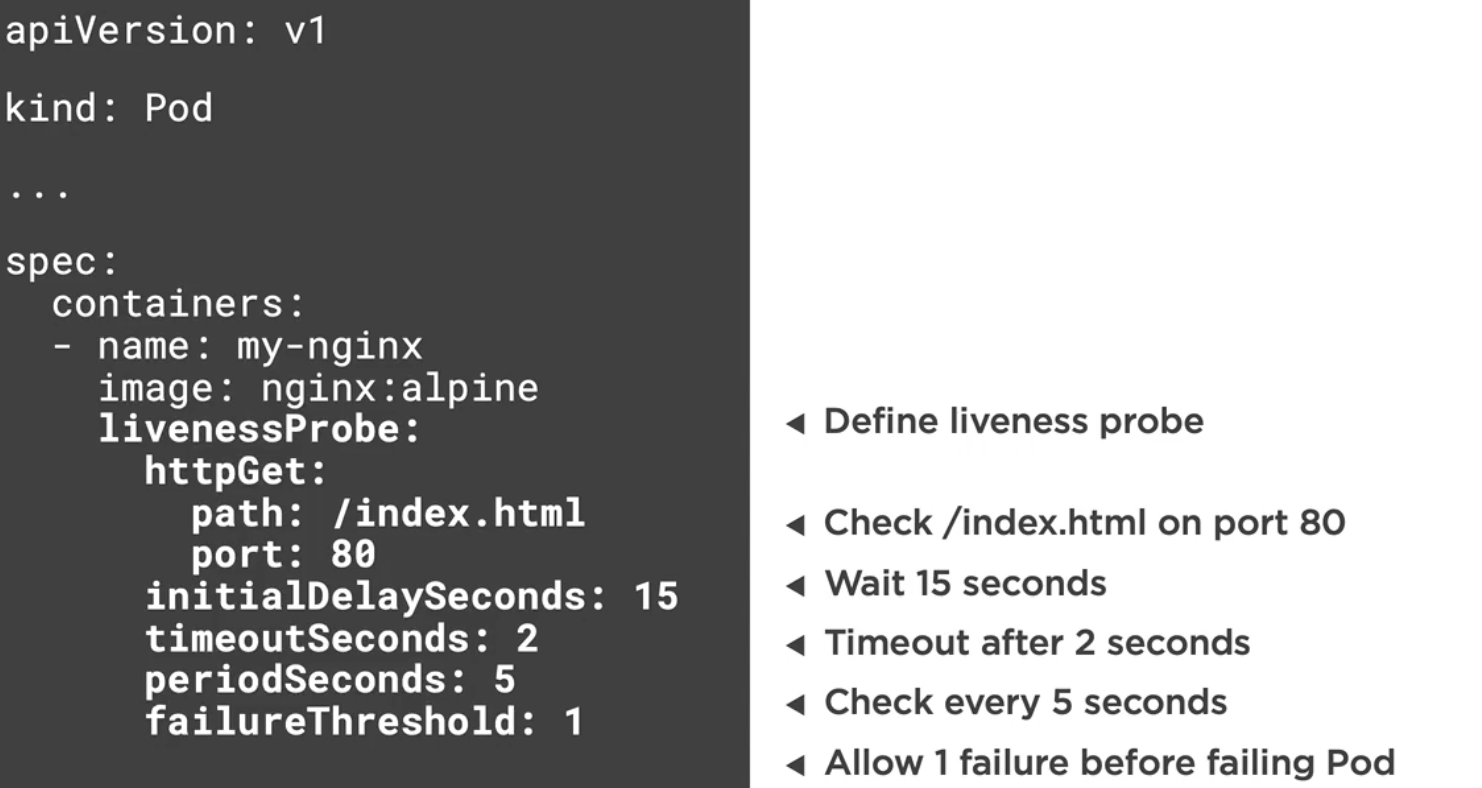 apiVersion: v1
kind: Pod
...
spec:
  containers:
  - name: my-nginx
    image: nginx:alpine
    livenessProbe:
      httpGet:
        path: /index.html
        port: 80
      initialDelaySeconds: 15
      timeoutSeconds: 2
      periodSeconds: 5
      failureThreshold: 1
Define liveness probe
Check /index.html on port 80
Wait 15 seconds
Timeout after 2 seconds
Check every 5 seconds
Allow 1 failure before failing Pod